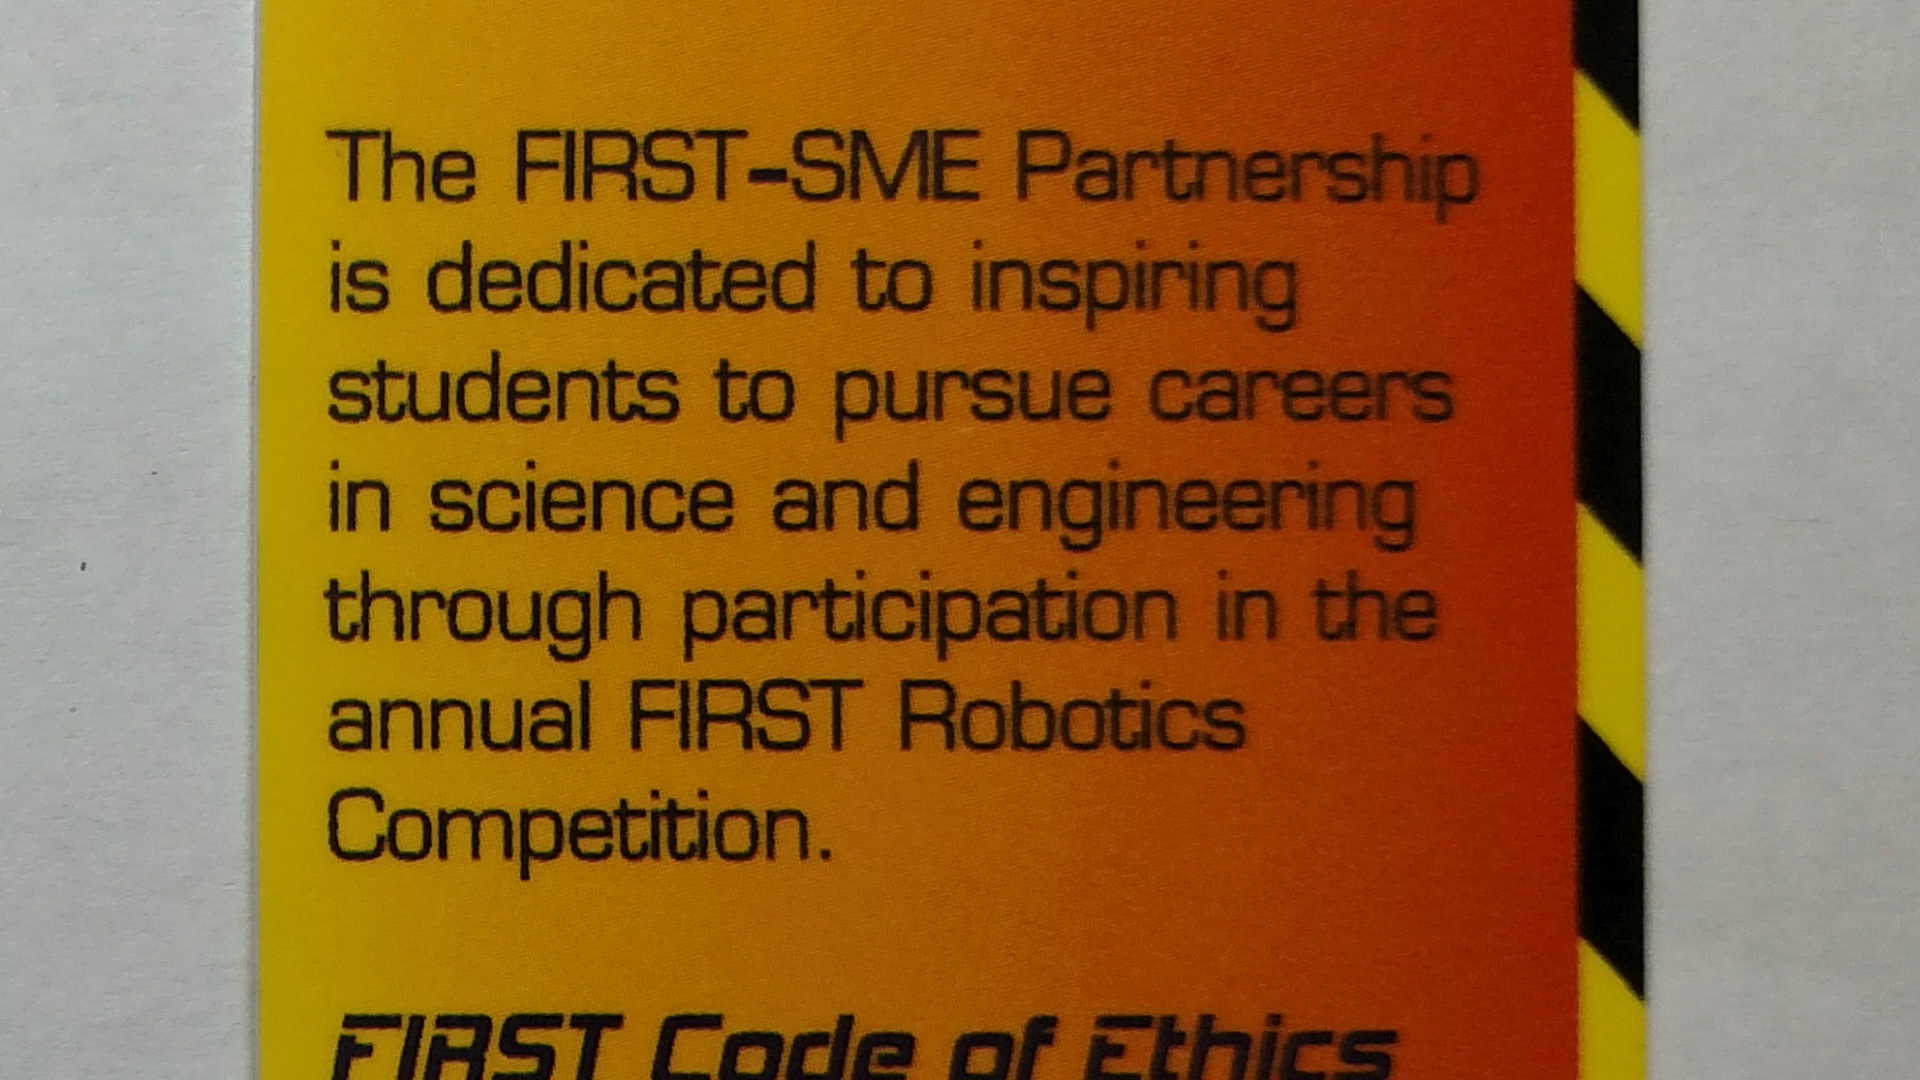 The FIRST-SME Partnership
is dedicated to inspiring
students to pursue careers
in science and engineering
through participation in the
annual FIRST Robotics
Competition.
FIRST Code of Ethics